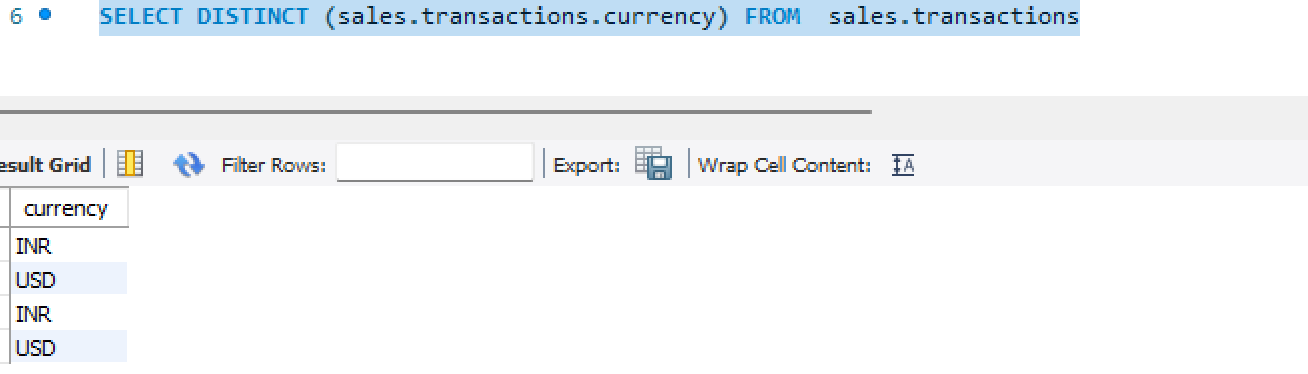 6 SELECT DISTINCT (sales.transactions.currency) FROM  sales.transactions
esult Grid Filter Rows: Export: Wrap Cell Content: IA
currency
INR
USD
INR
USD